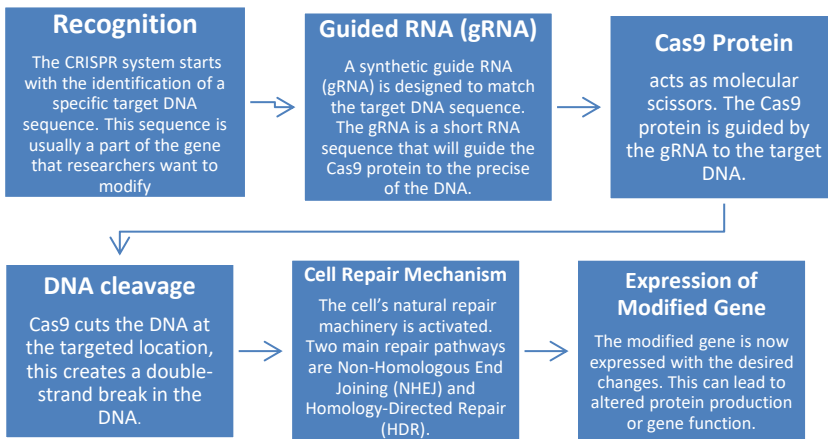 Recognition
The CRISPR system starts
with the identification of a
specific target DNA
sequence. This sequence is
usually a part of the gene
that researchers want to
modify
Guided RNA (gRNA)
A synthetic guide RNA
(gRNA) is designed to match
the target DNA sequence.
The gRNA is a short RNA
sequence that will guide the
Cas9 protein to the precise
of the DNA.
Cas9 Protein
acts as molecular
scissors. The Cas9
protein is guided by
the gRNA to the target
DNA.
DNA cleavage
Cas9 cuts the DNA at
the targeted location,
this creates a double-
strand break in the
DNA.
Cell Repair Mechanism
The cell’s natural repair
machinery is activated.
Two main repair pathways
are Non-Homologous End
Joining (NHEJ) and
Homology-Directed Repair
(HDR).
Expression of
Modified Gene
The modified gene is now
expressed with the desired
changes. This can lead to
altered protein production
or gene function.